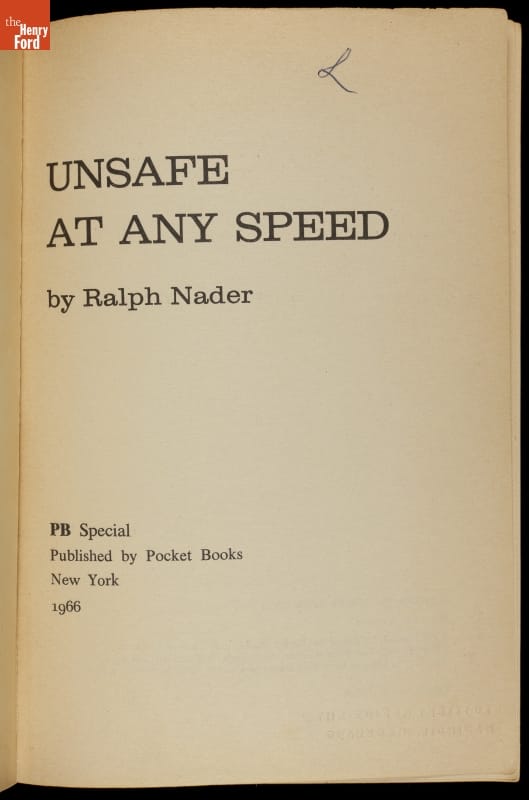 the
Henry
Ford
UNSAFE
AT ANY SPEED
by Ralph Nader
PB Special
Published by Pocket Books
New York
1966